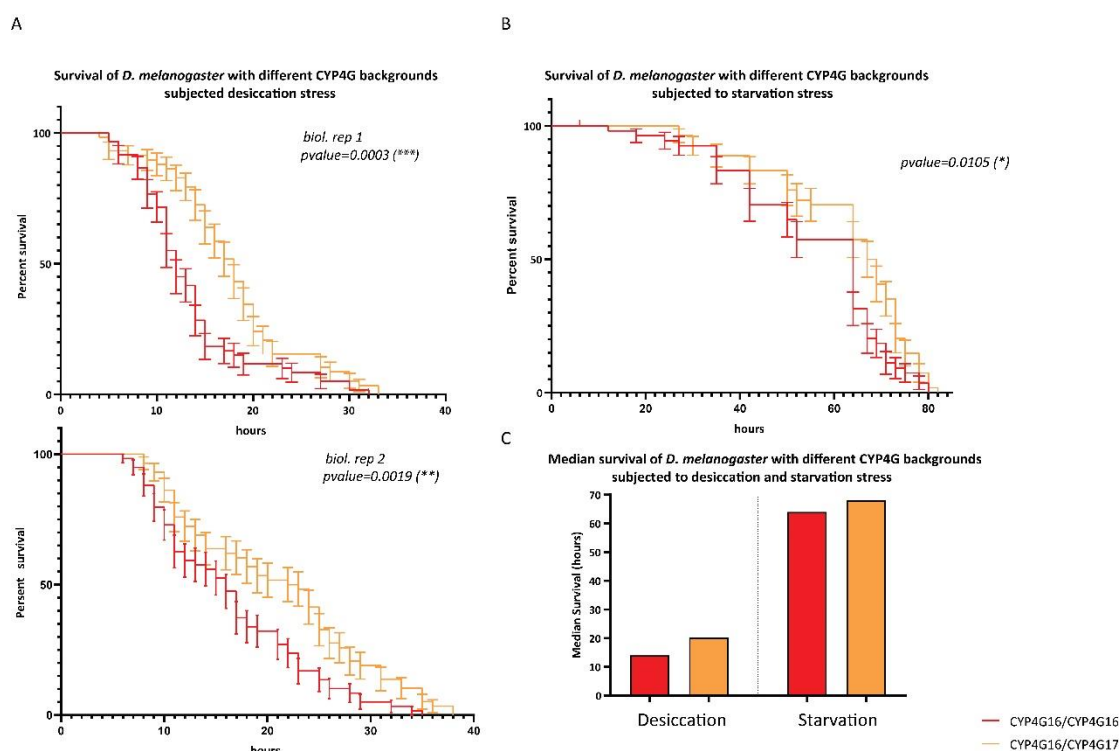 A
Survival of D. melanogaster with different CYP4G backgrounds
subjected desiccation stress
biol. rep 1
pvalue=0.0003 (***)
Percent survival
100
50
0
0 10 20 30 40
hours
biol. rep 2
pvalue=0.0019 (**)
Persent survival
100
50
0
0 10 20 30 40
hours
B
Survival of D. melanogaster with different CYP4G backgrounds
subjected to starvation stress
pvalue=0.0105 (*)
Percent survival
100
50
0
0 20 40 60 80
hours
C
Median survival of D. melanogaster with different CYP4G backgrounds
subjected to desiccation and starvation stress
Median Survival (hours)
70
60
50
40
30
20
10
0
Desiccation Starvation
CYP4G16/CYP4G16
CYP4G16/CYP4G17